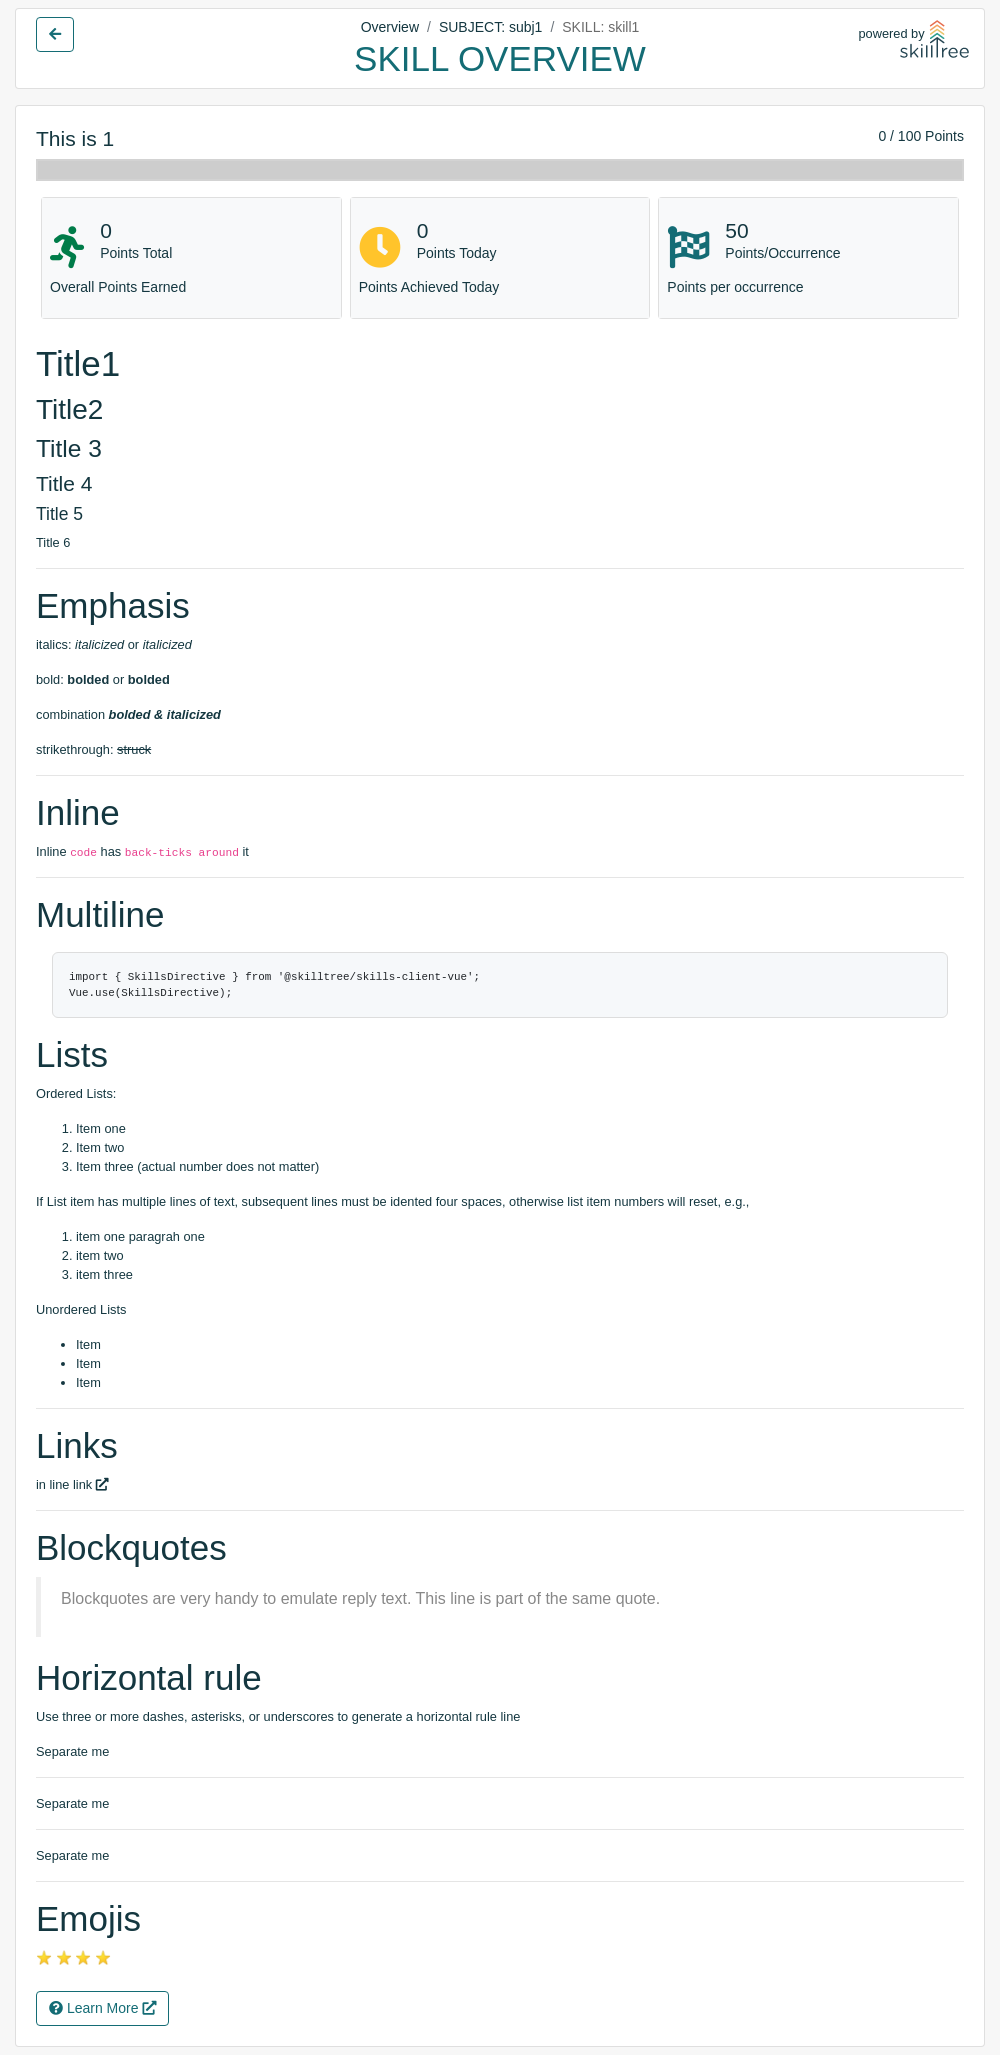 Overview / SUBJECT: subj1 / SKILL: skill1
SKILL OVERVIEW
powered by
skilltree
This is 1
0 / 100 Points
0
Points Total
Overall Points Earned
0
Points Today
Points Achieved Today
50
Points/Occurrence
Points per occurrence
Title1
Title2
Title 3
Title 4
Title 5
Title 6
Emphasis
italics: italicized or italicized
bold: bolded or bolded
combination bolded & italicized
strikethrough: struck
Inline
Inline code has back-ticks around it
Multiline
import { SkillsDirective } from '@skilltree/skills-client-vue';
Vue.use(SkillsDirective);
Lists
Ordered Lists:
1. Item one
2. Item two
3. Item three (actual number does not matter)
If List item has multiple lines of text, subsequent lines must be idented four spaces, otherwise list item numbers will reset, e.g.,
1. item one paragrah one
2. item two
3. item three
Unordered Lists
• Item
• Item
• Item
Links
in line link
Blockquotes
Blockquotes are very handy to emulate reply text. This line is part of the same quote.
Horizontal rule
Use three or more dashes, asterisks, or underscores to generate a horizontal rule line
Separate me
Separate me
Separate me
Emojis
⭐ ⭐ ⭐ ⭐
Learn More